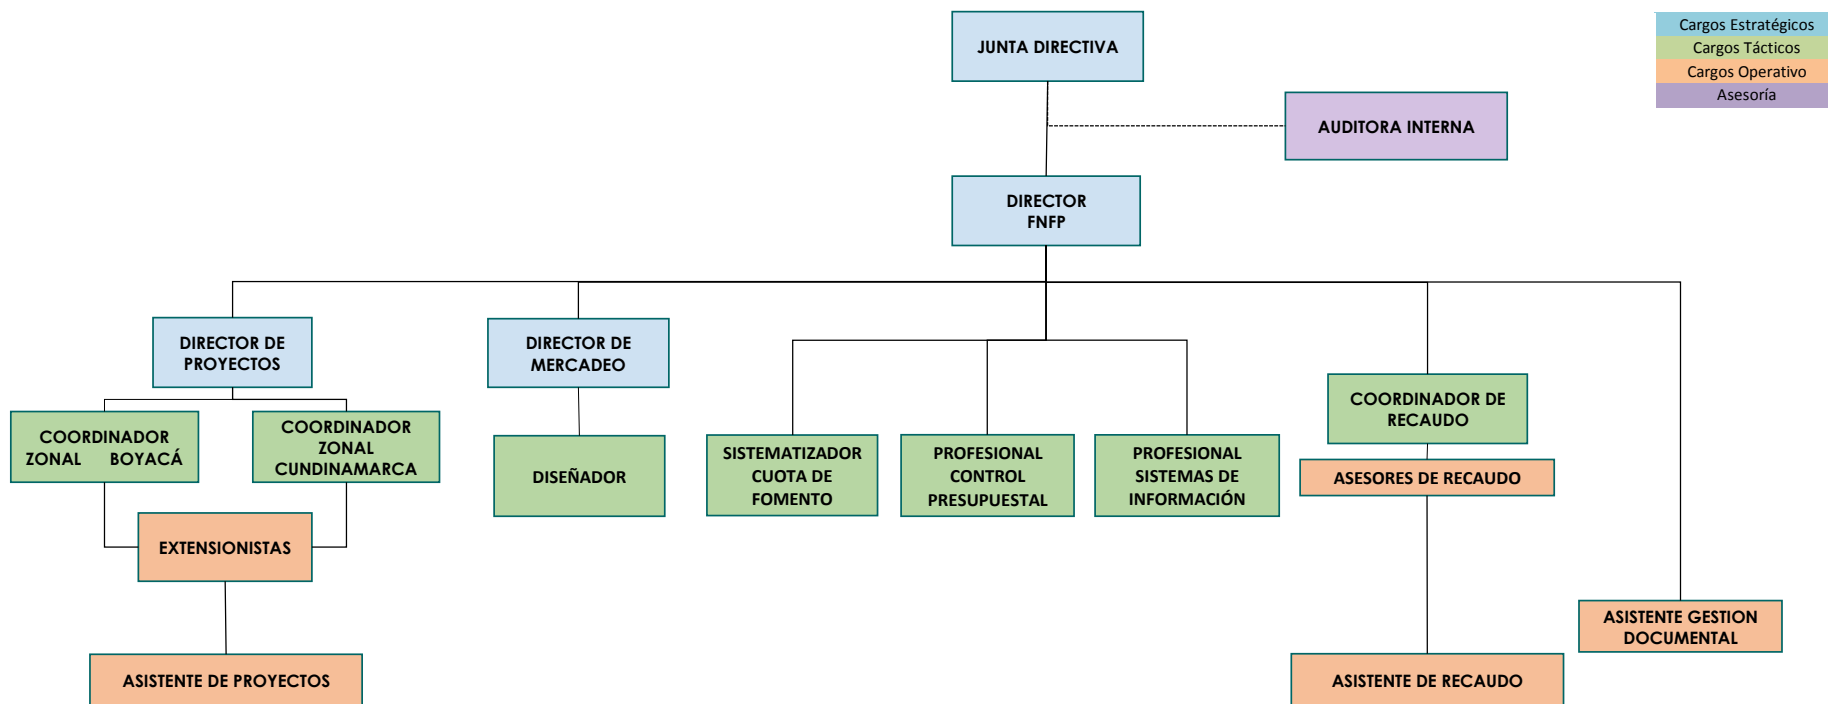 JUNTA DIRECTIVA
Cargos Estratégicos
Cargos Tácticos
Cargos Operativo
Asesoría
AUDITORA INTERNA
DIRECTOR
FNFP
DIRECTOR DE
PROYECTOS
DIRECTOR DE
MERCADEO
COORDINADOR
ZONAL BOYACÁ
COORDINADOR
ZONAL
CUNDINAMARCA
DISEÑADOR
SISTEMATIZADOR
CUOTA DE
FOMENTO
PROFESIONAL
CONTROL
PRESUPUESTAL
PROFESIONAL
SISTEMAS DE
INFORMACIÓN
COORDINADOR DE
RECAUDO
ASESORES DE RECAUDO
EXTENSIONISTAS
ASISTENTE GESTION
DOCUMENTAL
ASISTENTE DE PROYECTOS
ASISTENTE DE RECAUDO